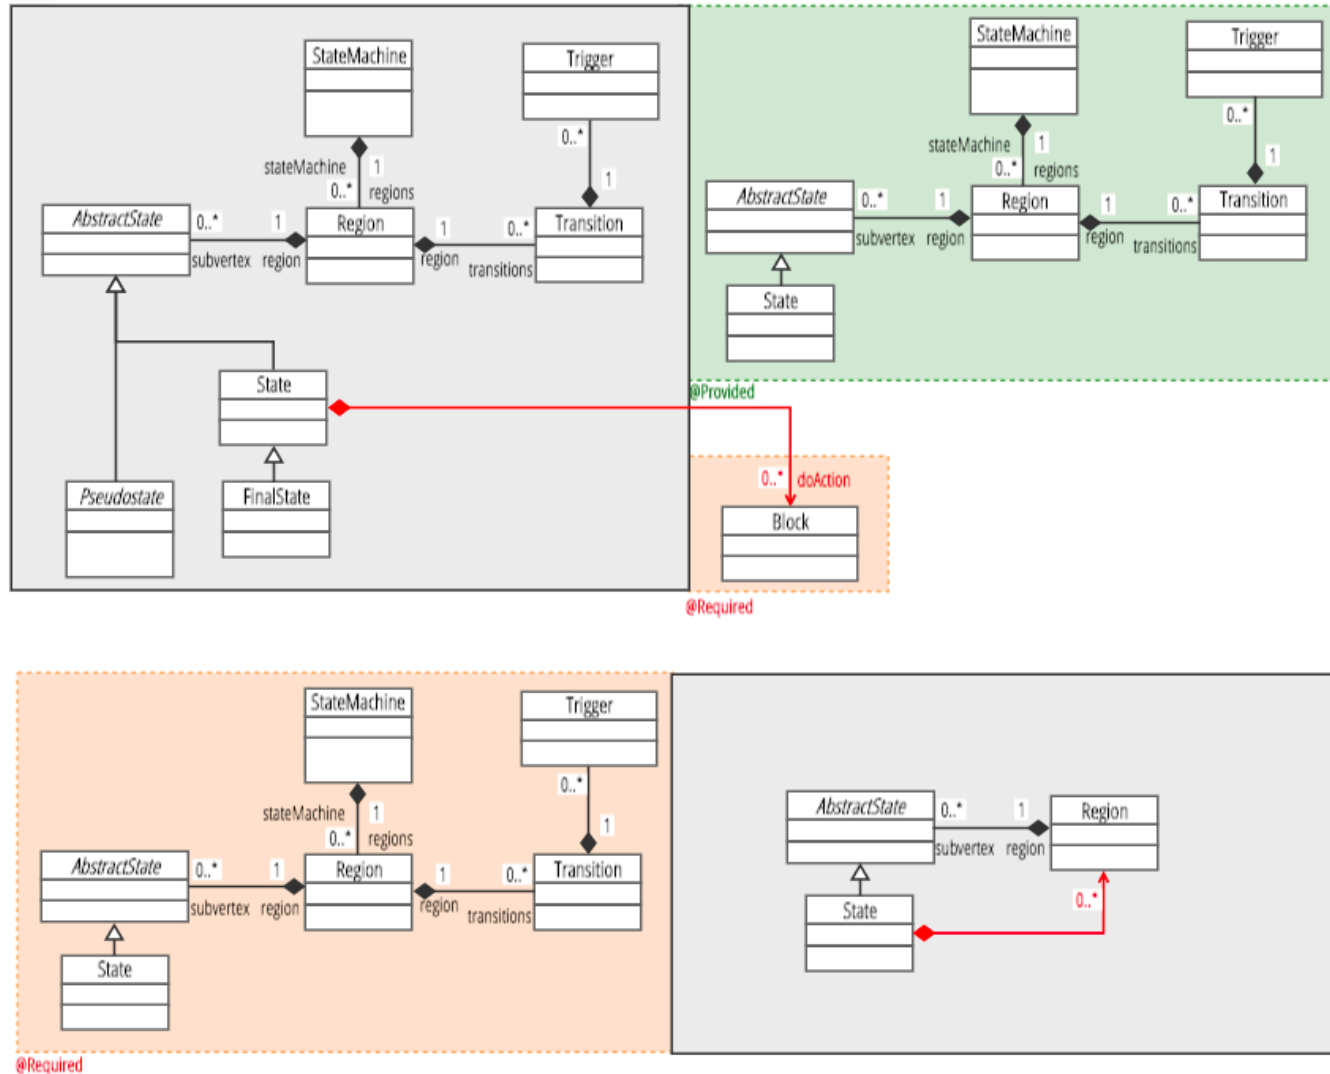 StateMachine
Trigger
0..*
stateMachine
1
0..*
regions
1
AbstractState
0..*
1
Region
1
0..*
Transition
subvertex
region
region
transitions
State
Pseudostate
FinalState
StateMachine
Trigger
0..*
stateMachine
1
0..*
regions
1
AbstractState
0..*
1
Region
1
0..*
Transition
subvertex
region
region
transitions
State
@Provided
0..*
doAction
Block
@Required
StateMachine
Trigger
0..*
stateMachine
1
0..*
regions
1
AbstractState
0..*
1
Region
1
0..*
Transition
subvertex
region
region
transitions
State
@Required
AbstractState
0..*
1
Region
subvertex
region
0..*
State